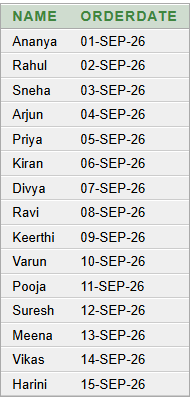 NAME ORDERDATE
Ananya 01-SEP-26
Rahul 02-SEP-26
Sneha 03-SEP-26
Arjun 04-SEP-26
Priya 05-SEP-26
Kiran 06-SEP-26
Divya 07-SEP-26
Ravi 08-SEP-26
Keerthi 09-SEP-26
Varun 10-SEP-26
Pooja 11-SEP-26
Suresh 12-SEP-26
Meena 13-SEP-26
Vikas 14-SEP-26
Harini 15-SEP-26